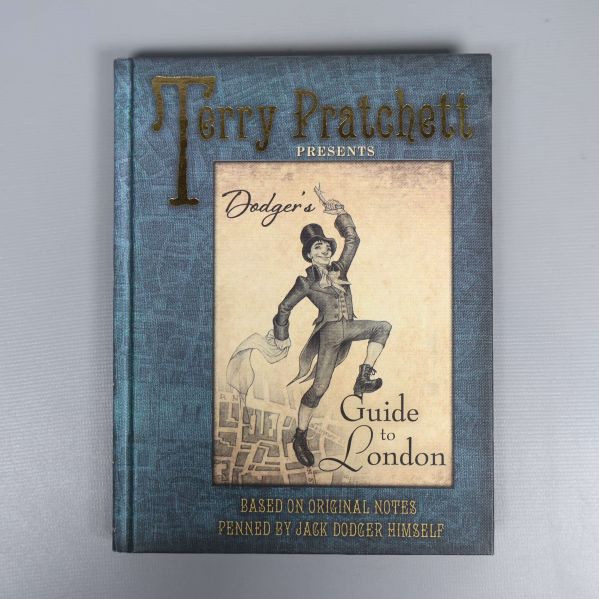 Terry Pratchett
PRESENTS
Dodger's
Guide
to
London
BASED ON ORIGINAL NOTES
PENNED BY JACK DODGER HIMSELF